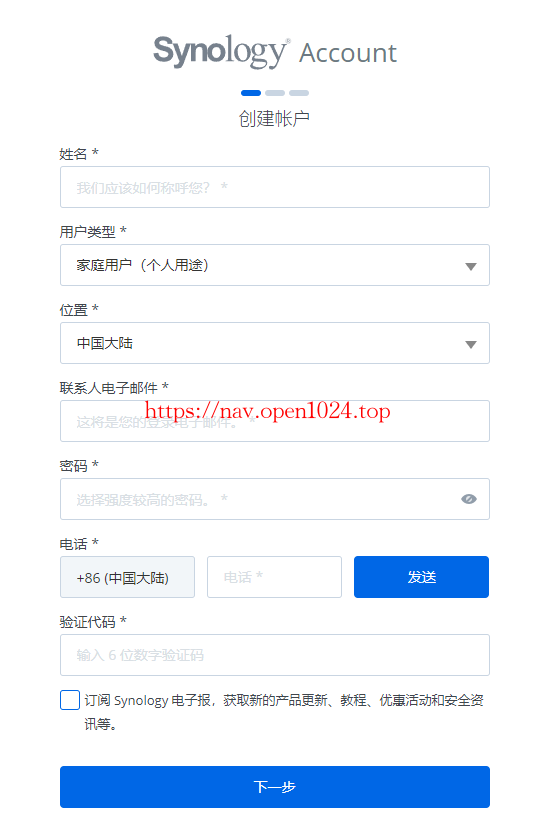 Synology® Account
创建帐户
姓名 *
我们应该如何称呼您? *
用户类型 *
家庭用户（个人用途）
位置 *
中国大陆
联系人电子邮件 *
https://nav.open1024.top
这将是您的登录电子邮件。 *
密码 *
选择强度较高的密码。 *
电话 *
+86 (中国大陆) 电话 * 发送
验证代码 *
输入 6 位数字验证码
订阅 Synology 电子报，获取新的产品更新、教程、优惠活动和安全资
讯等。
下一步